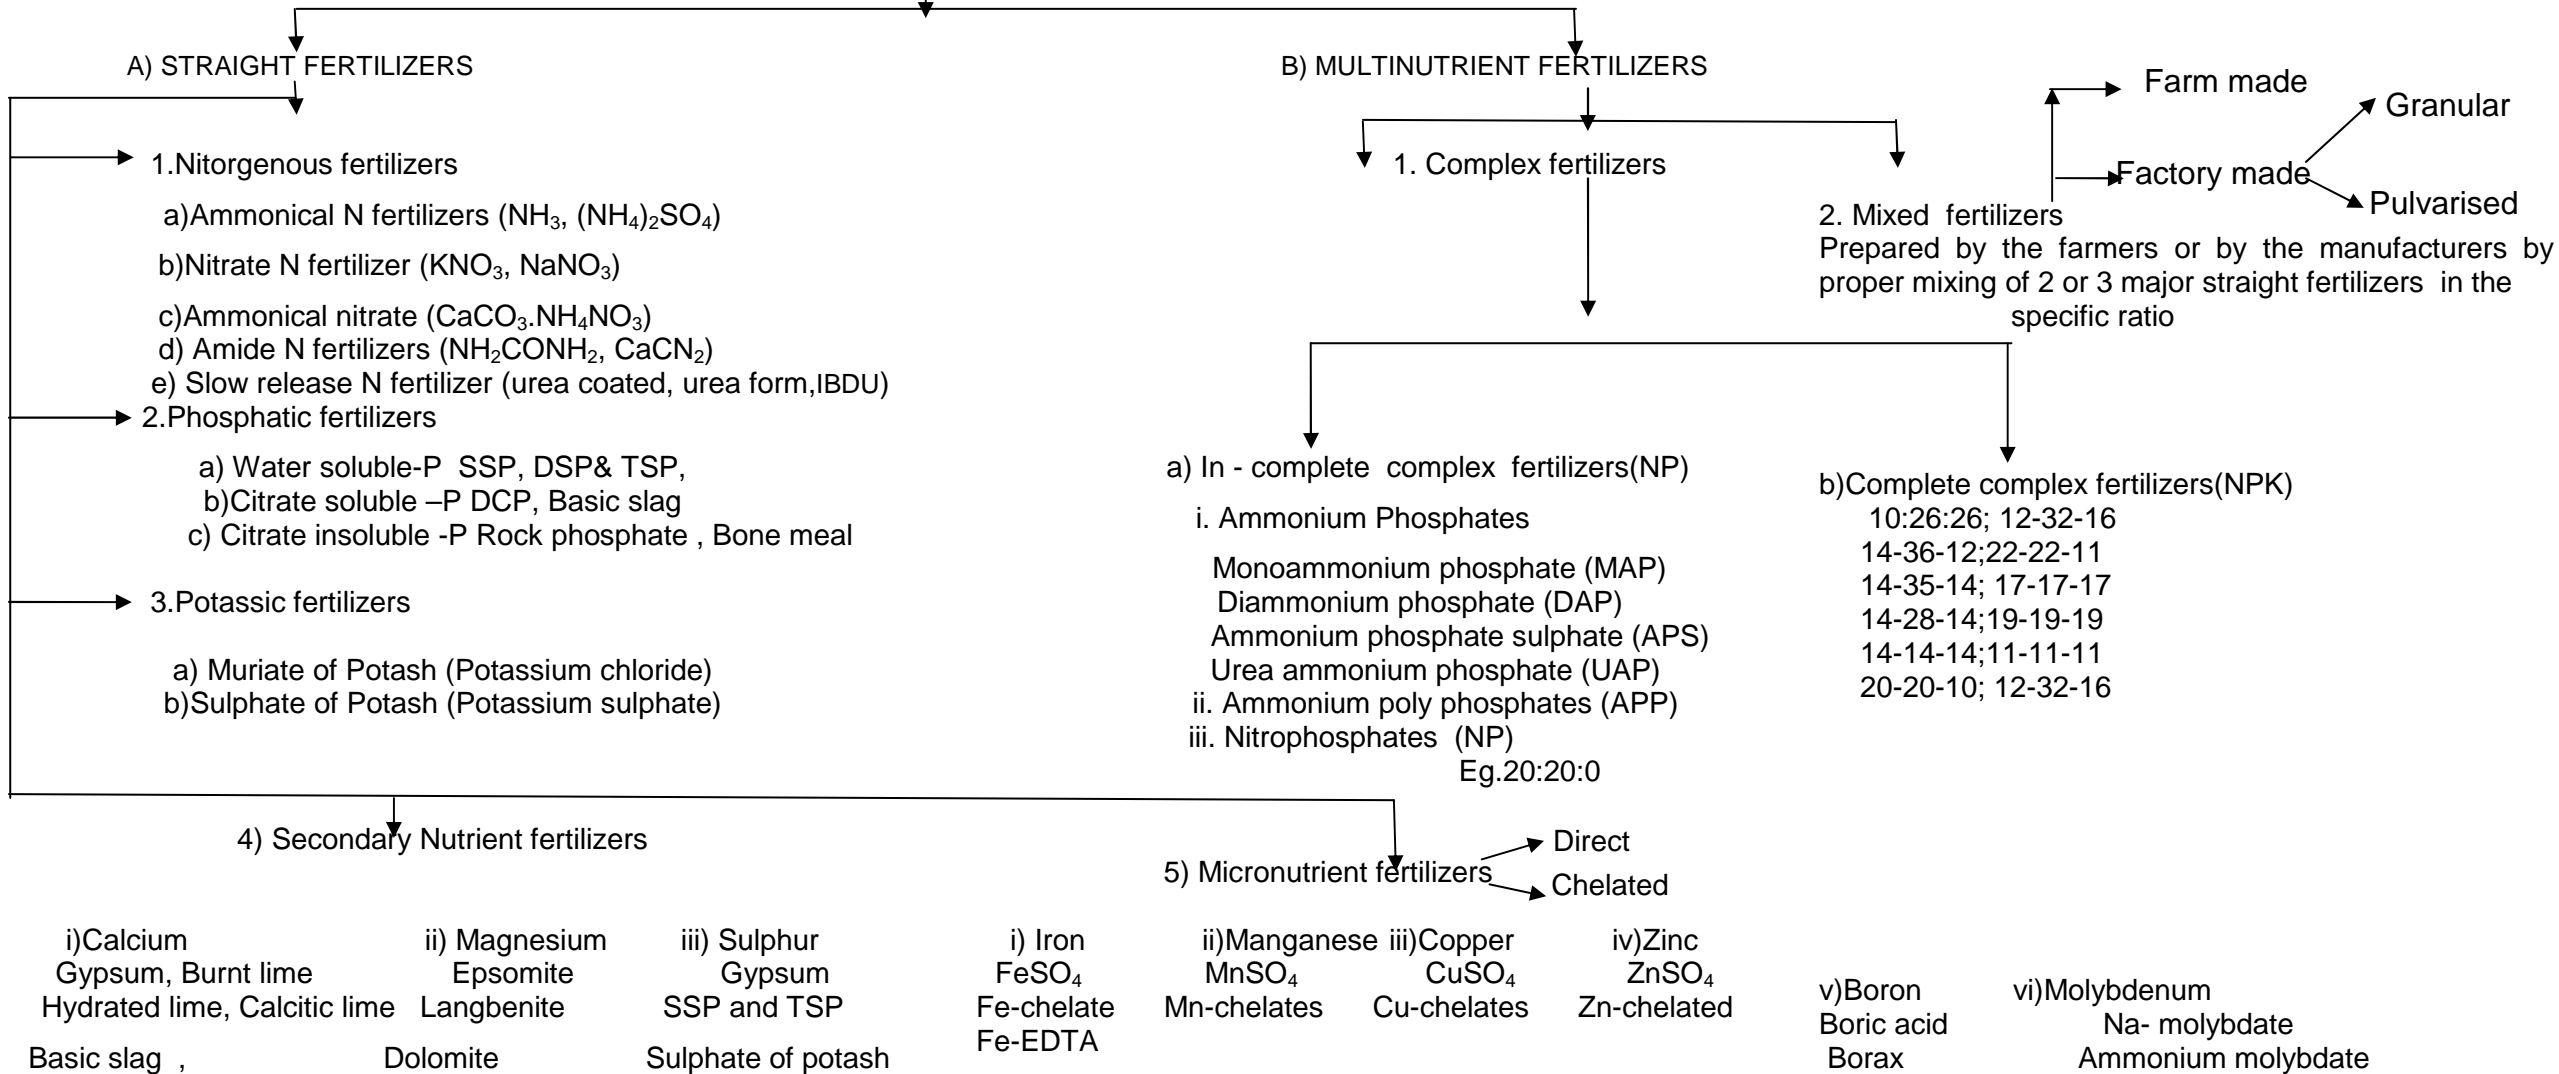 A) STRAIGHT FERTILIZERS
1.Nitorgenous fertilizers
a)Ammonical N fertilizers (NH₃, (NH₄)₂SO₄)
b)Nitrate N fertilizer (KNO₃, NaNO₃)
c)Ammonical nitrate (CaCO₃.NH₄NO₃)
d) Amide N fertilizers (NH₂CONH₂, CaCN₂)
e) Slow release N fertilizer (urea coated, urea form,IBDU)
2.Phosphatic fertilizers
a) Water soluble-P SSP, DSP& TSP,
b)Citrate soluble –P DCP, Basic slag
c) Citrate insoluble -P Rock phosphate , Bone meal
3.Potassic fertilizers
a) Muriate of Potash (Potassium chloride)
b)Sulphate of Potash (Potassium sulphate)
B) MULTINUTRIENT FERTILIZERS
1. Complex fertilizers
a) In - complete complex fertilizers(NP)
i. Ammonium Phosphates
Monoammonium phosphate (MAP)
Diammonium phosphate (DAP)
Ammonium phosphate sulphate (APS)
Urea ammonium phosphate (UAP)
ii. Ammonium poly phosphates (APP)
iii. Nitrophosphates (NP)
Eg.20:20:0
b)Complete complex fertilizers(NPK)
10:26:26; 12-32-16
14-36-12;22-22-11
14-35-14; 17-17-17
14-28-14;19-19-19
14-14-14;11-11-11
20-20-10; 12-32-16
Farm made
Factory made
Granular
Pulvarised
2. Mixed fertilizers
Prepared by the farmers or by the manufacturers by
proper mixing of 2 or 3 major straight fertilizers in the
specific ratio
4) Secondary Nutrient fertilizers
i)Calcium
Gypsum, Burnt lime
Hydrated lime, Calcitic lime
Basic slag ,
ii) Magnesium
Epsomite
Langbenite
Dolomite
iii) Sulphur
Gypsum
SSP and TSP
Sulphate of potash
5) Micronutrient fertilizers
Direct
Chelated
i) Iron
FeSO₄
Fe-chelate
Fe-EDTA
ii)Manganese
MnSO₄
Mn-chelates
iii)Copper
CuSO₄
Cu-chelates
iv)Zinc
ZnSO₄
Zn-chelated
v)Boron
Boric acid
Borax
vi)Molybdenum
Na- molybdate
Ammonium molybdate